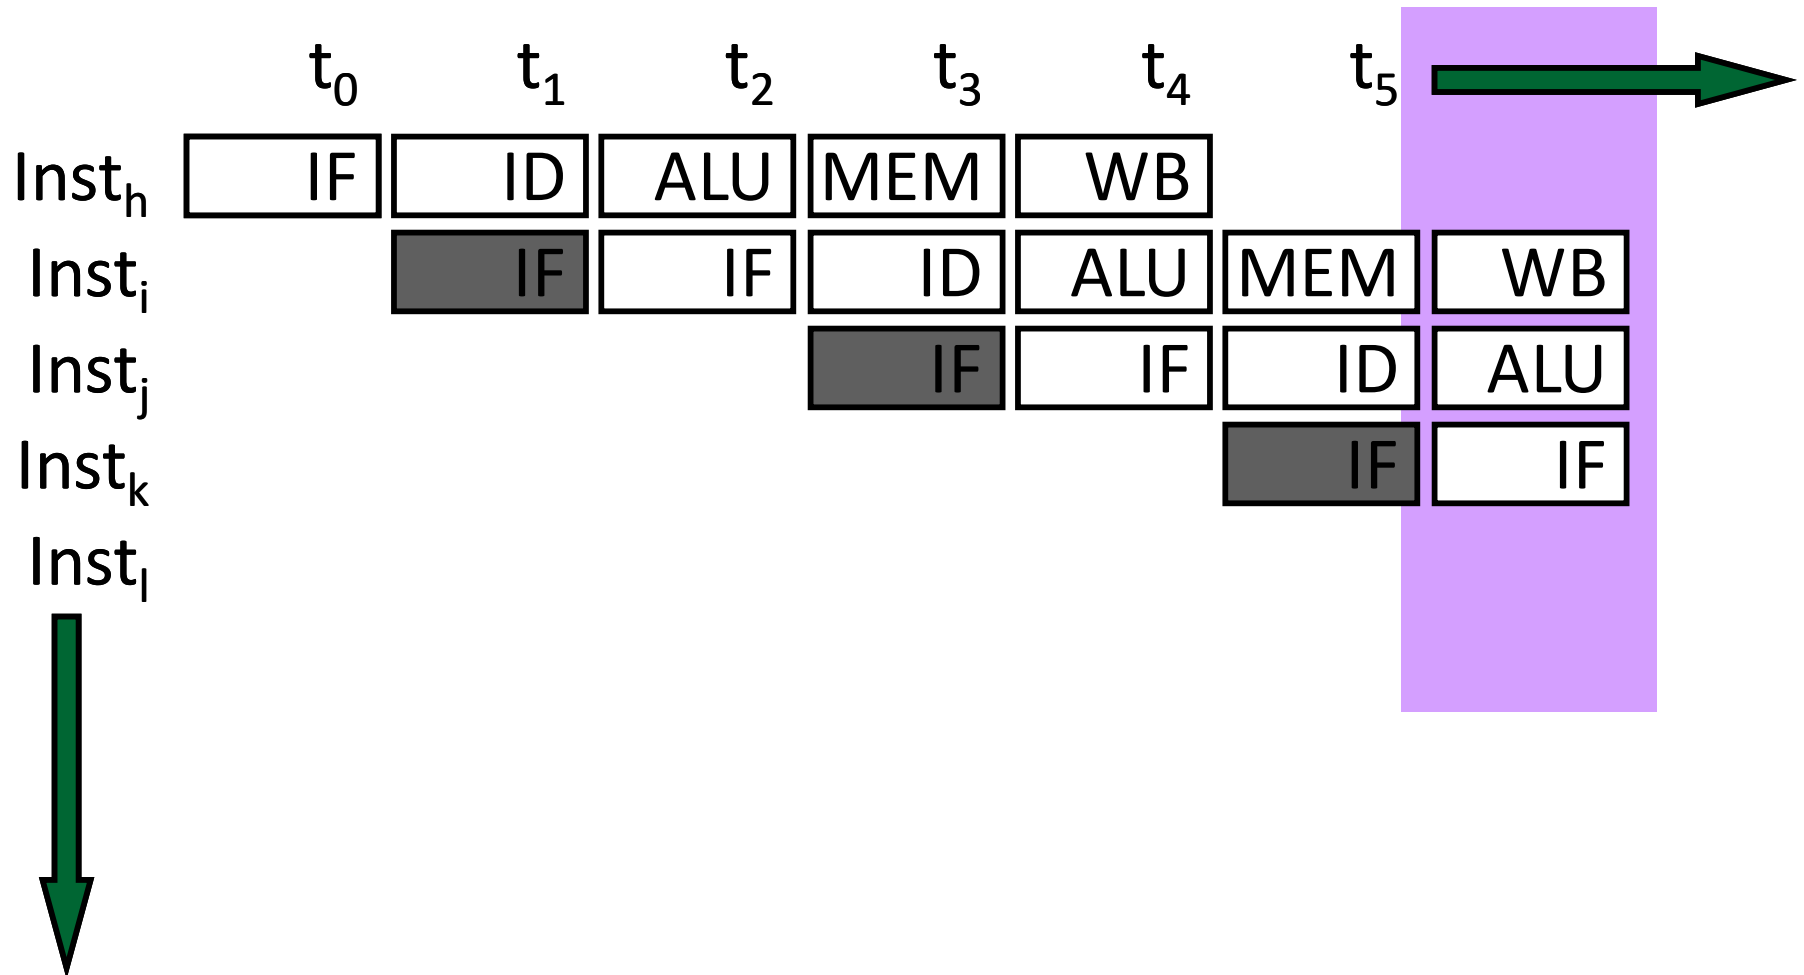 t₀ t₁ t₂ t₃ t₄ t₅
Instₕ IF ID ALU MEM WB
Instᵢ IF IF ID ALU MEM WB
Instⱼ IF IF ID ALU
Instₖ IF IF
Instₗ